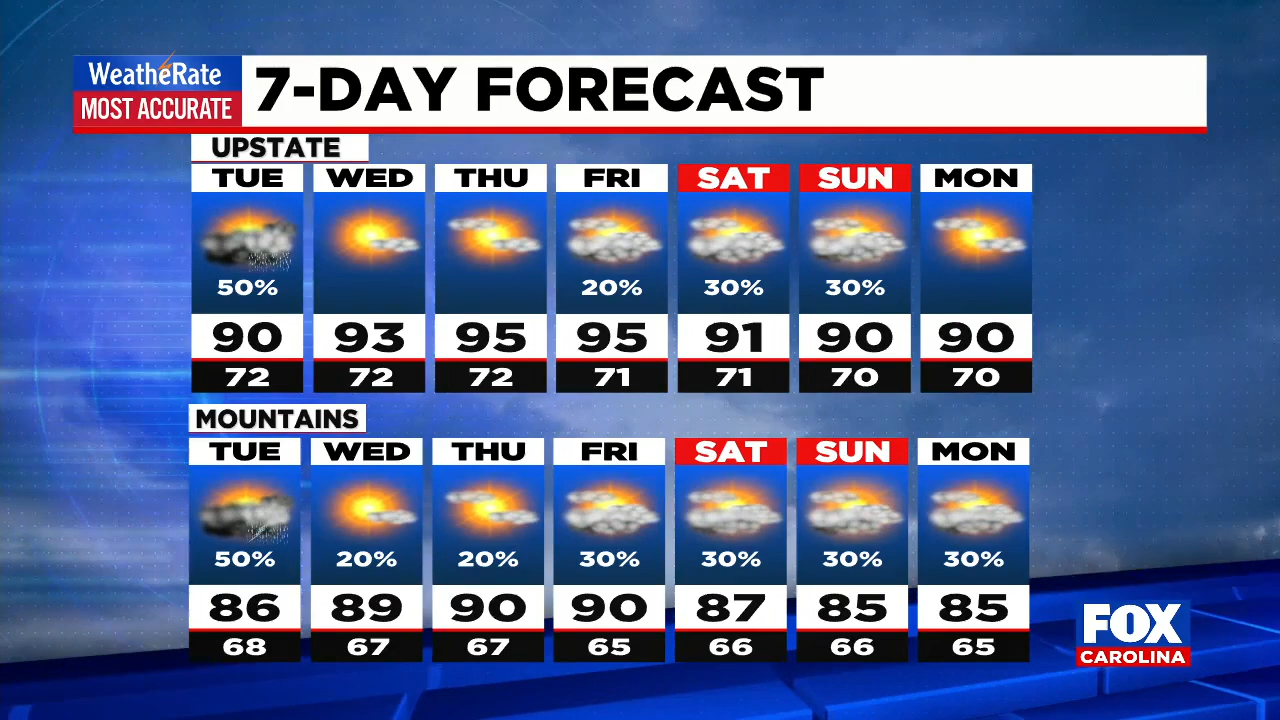 WeatheRate
MOST ACCURATE
7-DAY FORECAST
UPSTATE
TUE WED THU FRI SAT SUN MON
50% 20% 30% 30%
90 93 95 95 91 90 90
72 72 72 71 71 70 70
MOUNTAINS
TUE WED THU FRI SAT SUN MON
50% 20% 20% 30% 30% 30% 30%
86 89 90 90 87 85 85
68 67 67 65 66 66 65
FOX
CAROLINA